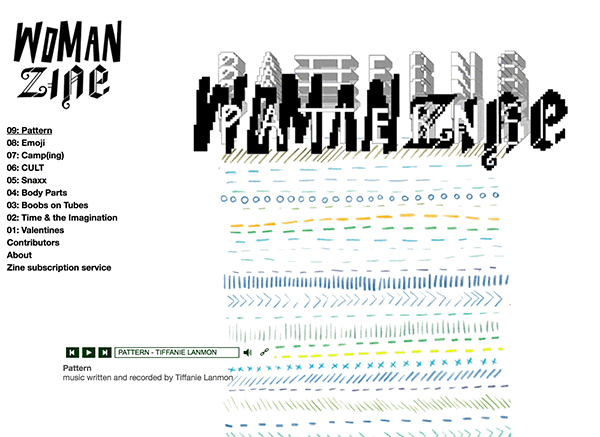 WOMAN
ZINE
09: Pattern
08: Emoji
07: Camp(ing)
06: CULT
05: Snaxx
04: Body Parts
03: Boobs on Tubes
02: Time & the Imagination
01: Valentines
Contributors
About
Zine subscription service
PATTERN
PATTERN - TIFFANIE LANMON
Pattern
music written and recorded by Tiffanie Lanmon